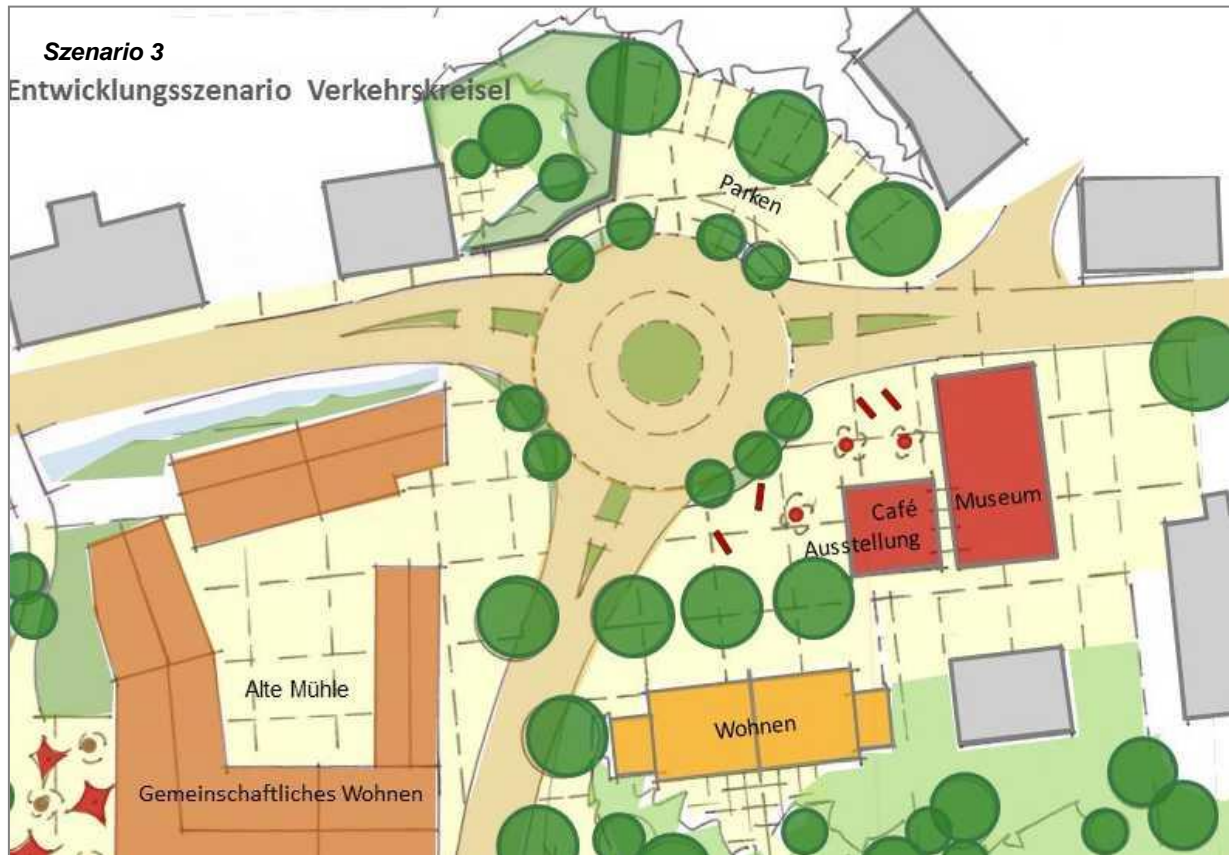 Szenario 3
Entwicklungsszenario Verkehrskreisel
Parken
Café
Ausstellung
Museum
Alte Mühle
Wohnen
Gemeinschaftliches Wohnen